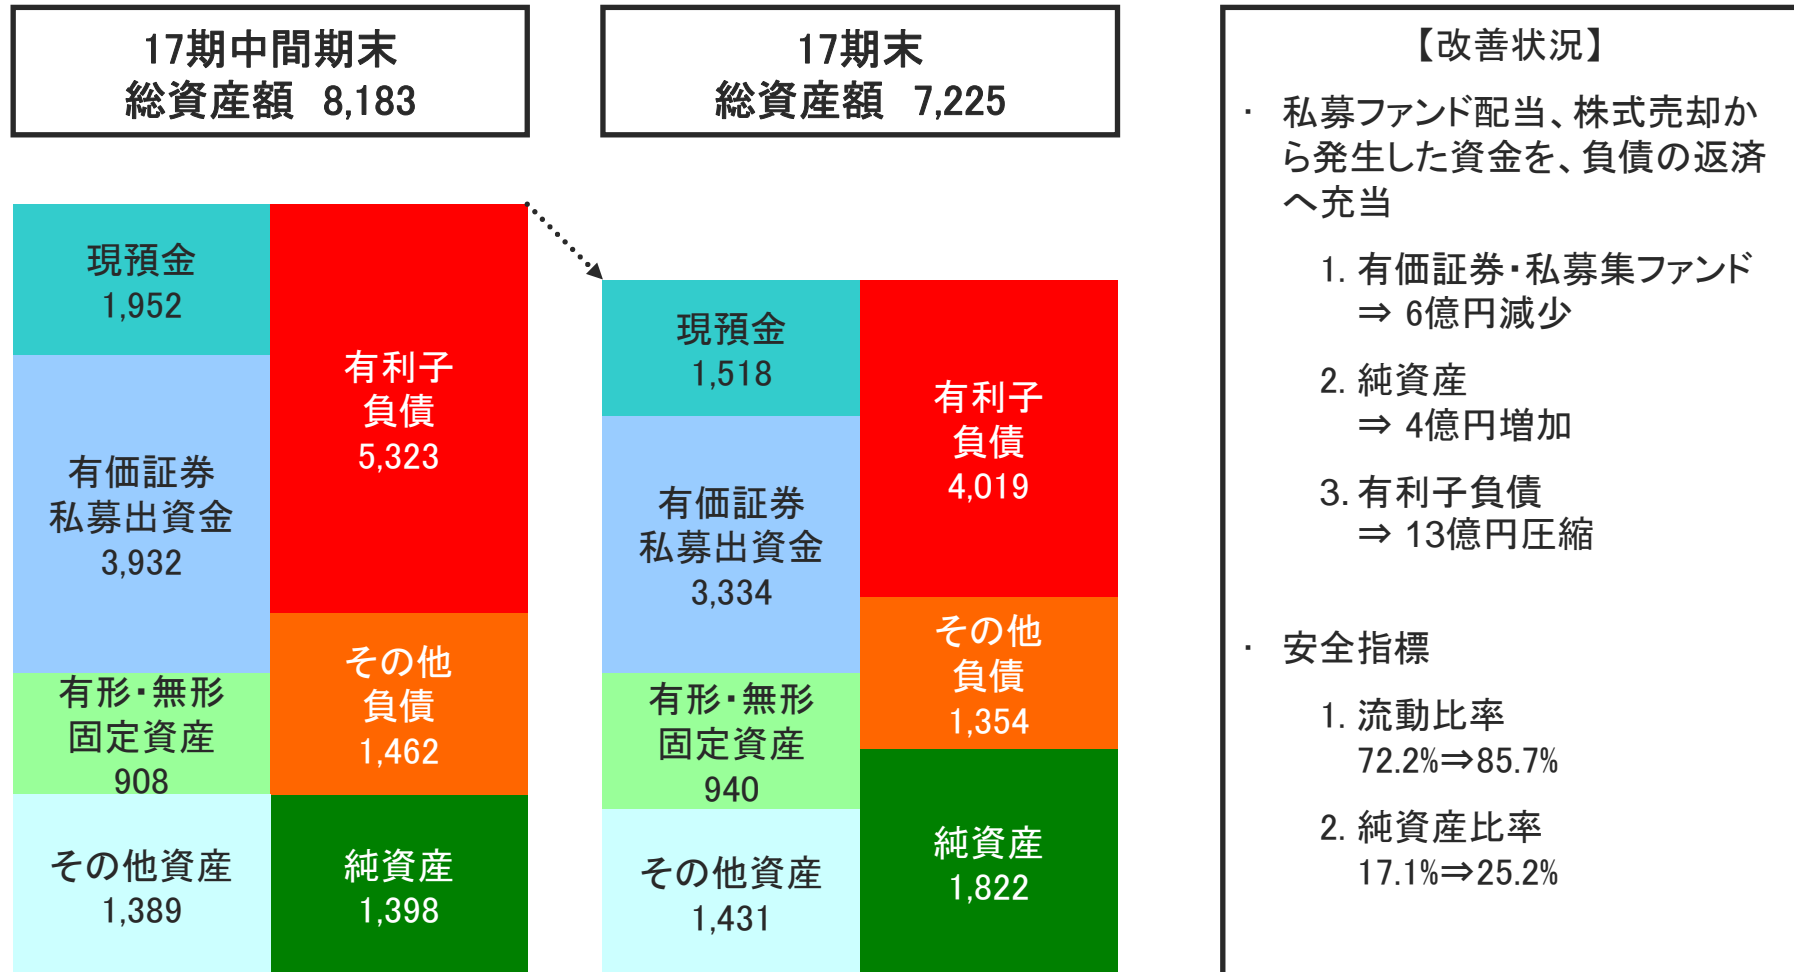 17期中間期末
総資産額 8,183
17期末
総資産額 7,225
現預金
1,952
有価証券
私募出資金
3,932
有形・無形
固定資産
908
その他資産
1,389
有利子
負債
5,323
その他
負債
1,462
純資産
1,398
現預金
1,518
有価証券
私募出資金
3,334
有形・無形
固定資産
940
その他資産
1,431
有利子
負債
4,019
その他
負債
1,354
純資産
1,822
【改善状況】
・ 私募ファンド配当、株式売却か
ら発生した資金を、負債の返済
へ充当
1. 有価証券・私募集ファンド
⇒ 6億円減少
2. 純資産
⇒ 4億円増加
3. 有利子負債
⇒ 13億円圧縮
・ 安全指標
1. 流動比率
72.2%⇒85.7%
2. 純資産比率
17.1%⇒25.2%